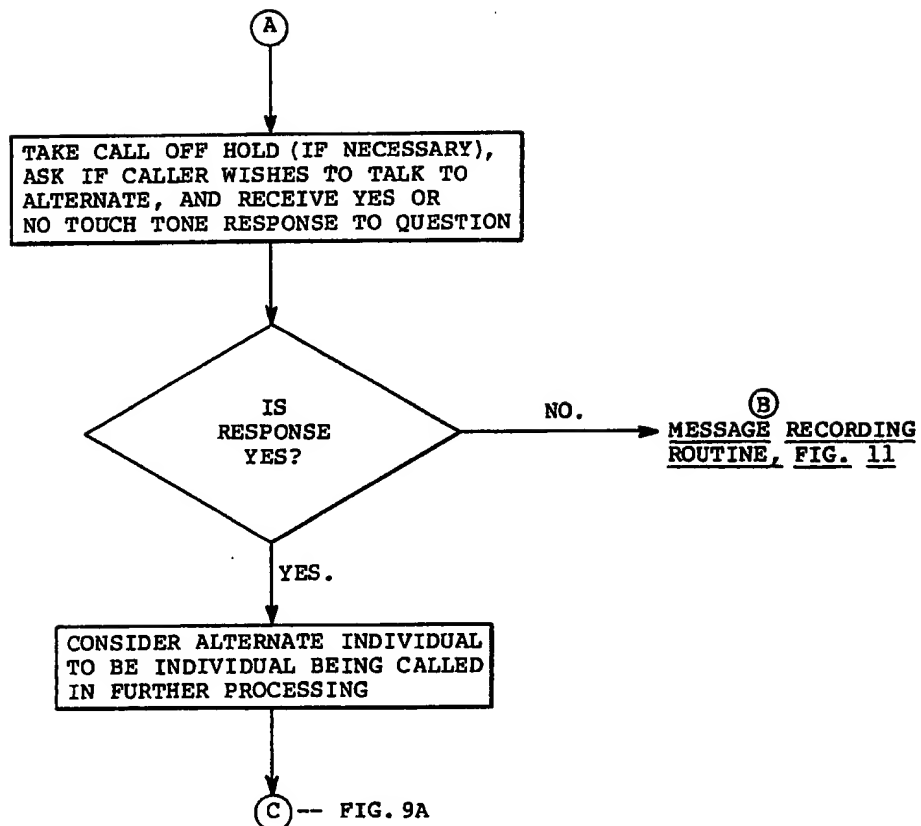 A
TAKE CALL OFF HOLD (IF NECESSARY),
ASK IF CALLER WISHES TO TALK TO
ALTERNATE, AND RECEIVE YES OR
NO TOUCH TONE RESPONSE TO QUESTION
IS
RESPONSE
YES?
NO.
B
MESSAGE RECORDING
ROUTINE, FIG. 11
YES.
CONSIDER ALTERNATE INDIVIDUAL
TO BE INDIVIDUAL BEING CALLED
IN FURTHER PROCESSING
C -- FIG. 9A